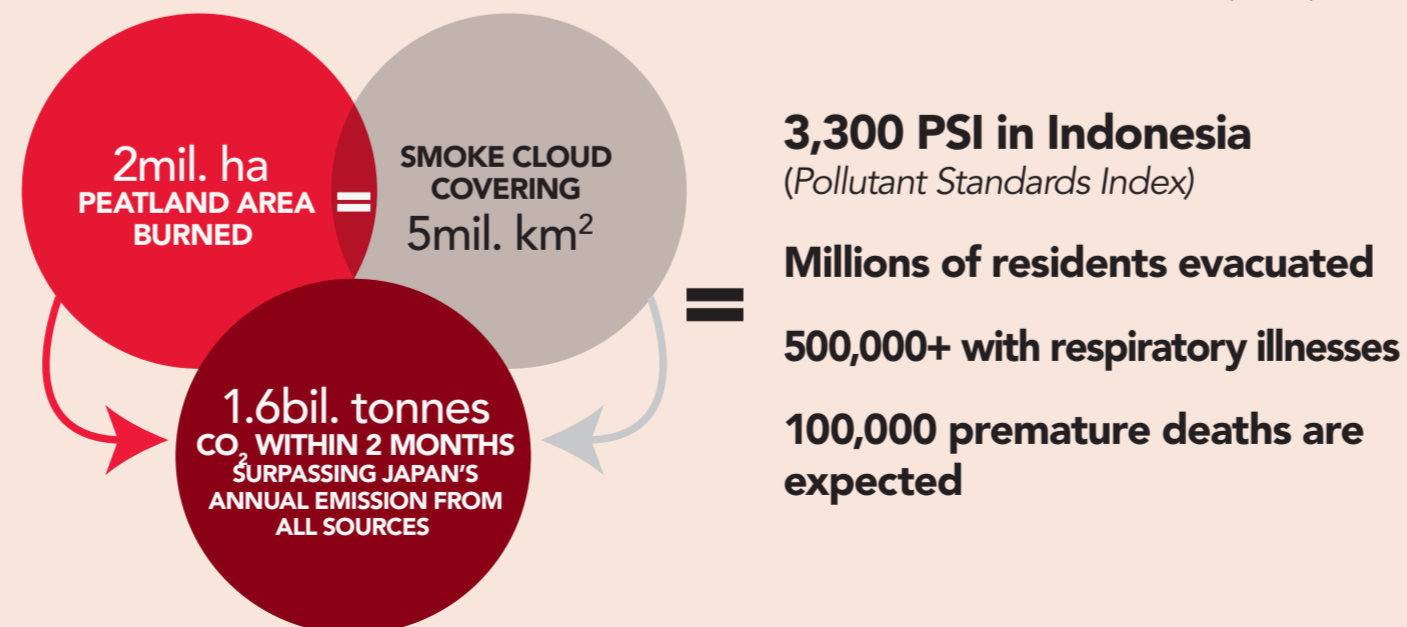 2mil. ha
PEATLAND AREA
BURNED
=
SMOKE CLOUD
COVERING
5mil. km²
1.6bil. tonnes
CO₂ WITHIN 2 MONTHS
SURPASSING JAPAN'S
ANNUAL EMISSION FROM
ALL SOURCES
=
3,300 PSI in Indonesia
(Pollutant Standards Index)
Millions of residents evacuated
500,000+ with respiratory illnesses
100,000 premature deaths are
expected